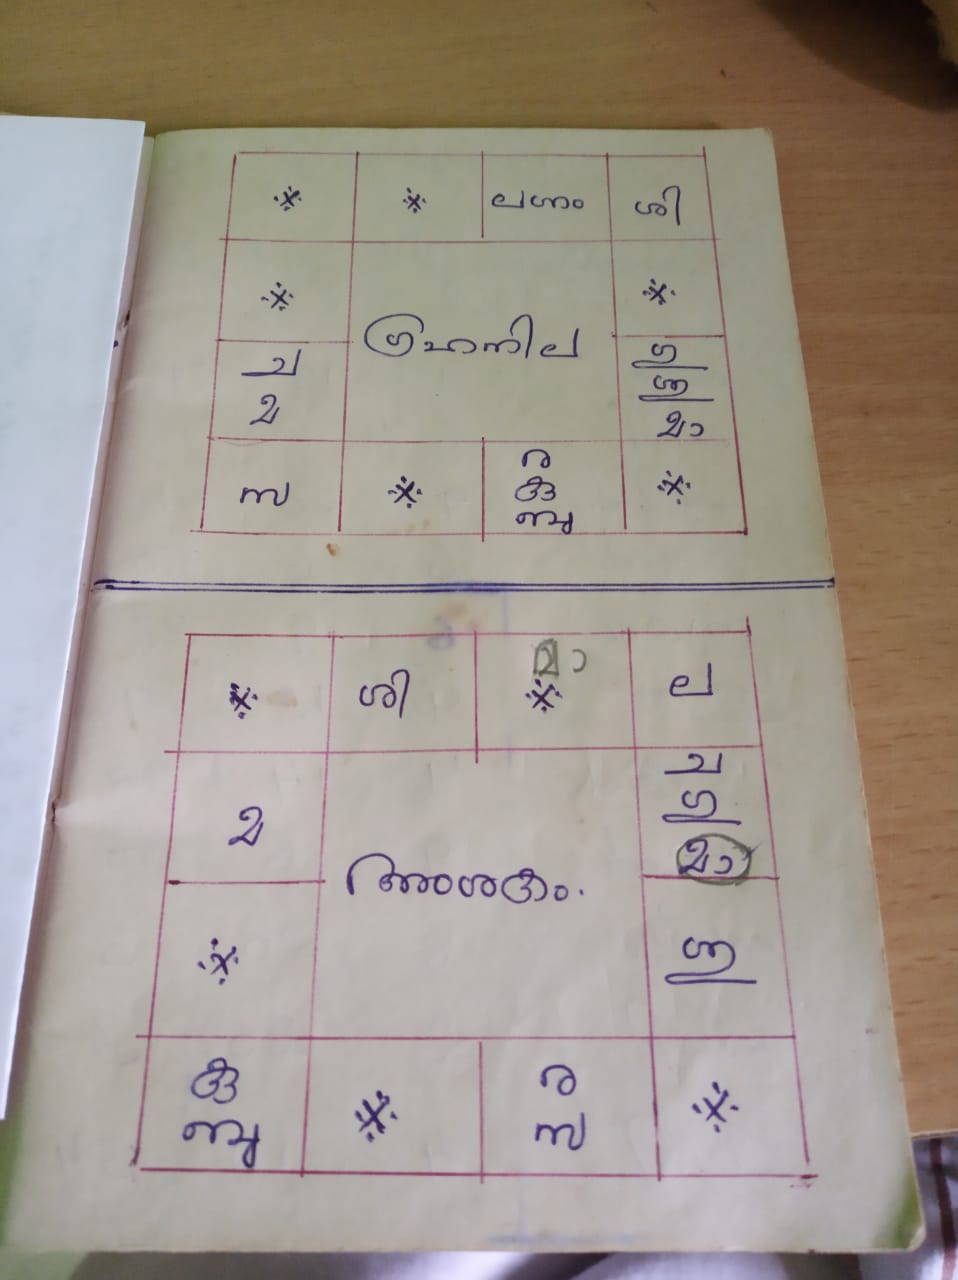 ※ ※ ലഗ്നം ശി
※ ※
ഗ്രഹനില
ച ഗു
മ കു
മാ
സ ※ ര ※
ശു
ബു
※ ശി ※ മാ ല
മ ച
ഗു
മാ
അംശകം.
※ കു
ശു ※ ര ※
ബു സ